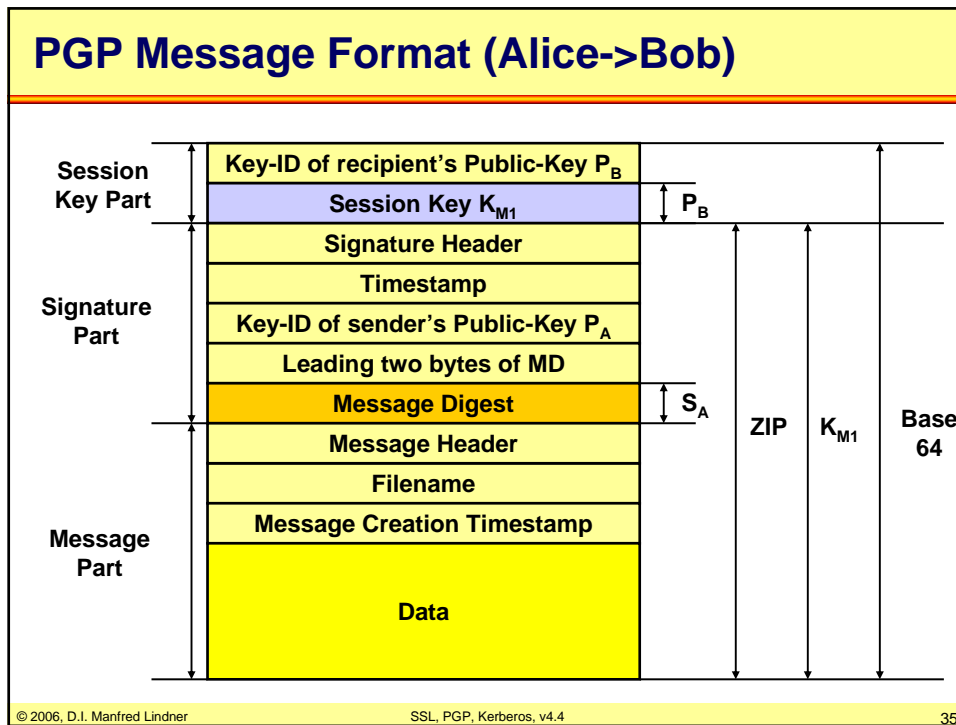 PGP Message Format (Alice->Bob)
Session
Key Part
Key-ID of recipient's Public-Key PB
Session Key KM1
PB
Signature
Part
Signature Header
Timestamp
Key-ID of sender's Public-Key PA
Leading two bytes of MD
Message Digest
SA
ZIP
KM1
Base
64
Message
Part
Message Header
Filename
Message Creation Timestamp
Data
© 2006, D.I. Manfred Lindner
SSL, PGP, Kerberos, v4.4
35